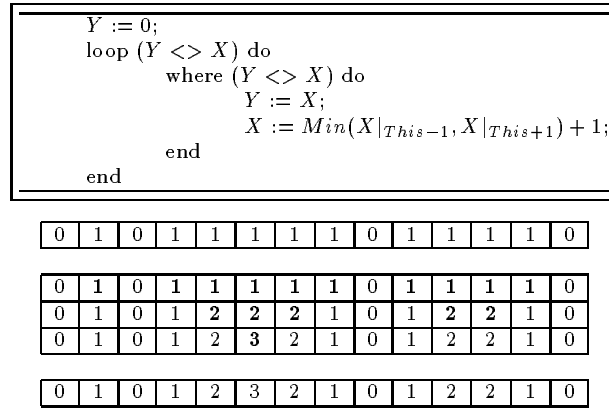 Y := 0;
loop (Y <> X) do
where (Y <> X) do
Y := X;
X := Min(X|This−1, X|This+1) + 1;
end
end
0 1 0 1 1 1 1 1 0 1 1 1 1 0
0 1 0 1 1 1 1 1 0 1 1 1 1 0
0 1 0 1 2 2 2 1 0 1 2 2 1 0
0 1 0 1 2 3 2 1 0 1 2 2 1 0
0 1 0 1 2 3 2 1 0 1 2 2 1 0